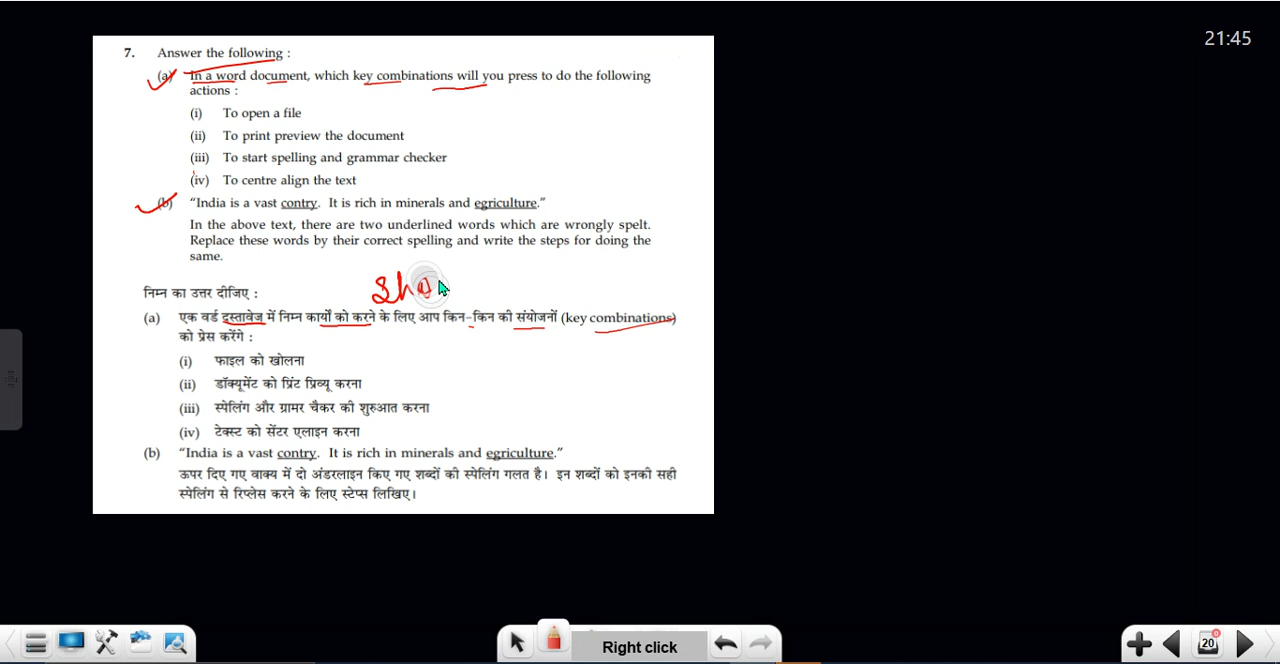 21:45
7. Answer the following :
(a) In a word document, which key combinations will you press to do the following
actions :
(i) To open a file
(ii) To print preview the document
(iii) To start spelling and grammar checker
(iv) To centre align the text
(b) “India is a vast contry. It is rich in minerals and egriculture.”
In the above text, there are two underlined words which are wrongly spelt.
Replace these words by their correct spelling and write the steps for doing the
same.
निम्न का उत्तर दीजिए :
(a) एक वर्ड दस्तावेज में निम्न कार्यों को करने के लिए आप किन-किन की संयोजनों (key combinations)
को प्रेस करेंगे :
(i) फाइल को खोलना
(ii) डॉक्यूमेंट को प्रिंट प्रिव्यू करना
(iii) स्पेलिंग और ग्रामर चैकर की शुरुआत करना
(iv) टेक्स्ट को सेंटर एलाइन करना
(b) “India is a vast contry. It is rich in minerals and egriculture.”
ऊपर दिए गए वाक्य में दो अंडरलाइन किए गए शब्दों की स्पेलिंग गलत है। इन शब्दों को इनकी सही
स्पेलिंग से रिप्लेस करने के लिए स्टेप्स लिखिए।
Right click
20